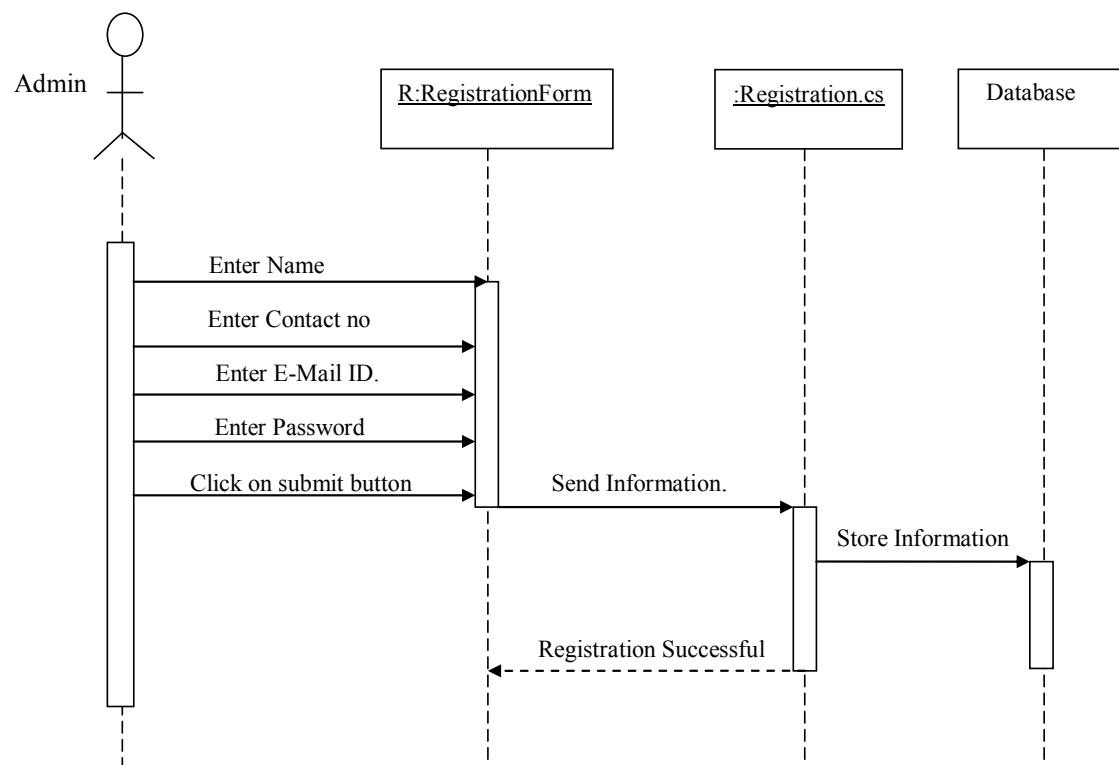 Admin
R:RegistrationForm
:Registration.cs
Database
Enter Name
Enter Contact no
Enter E-Mail ID.
Enter Password
Click on submit button
Send Information.
Store Information
Registration Successful